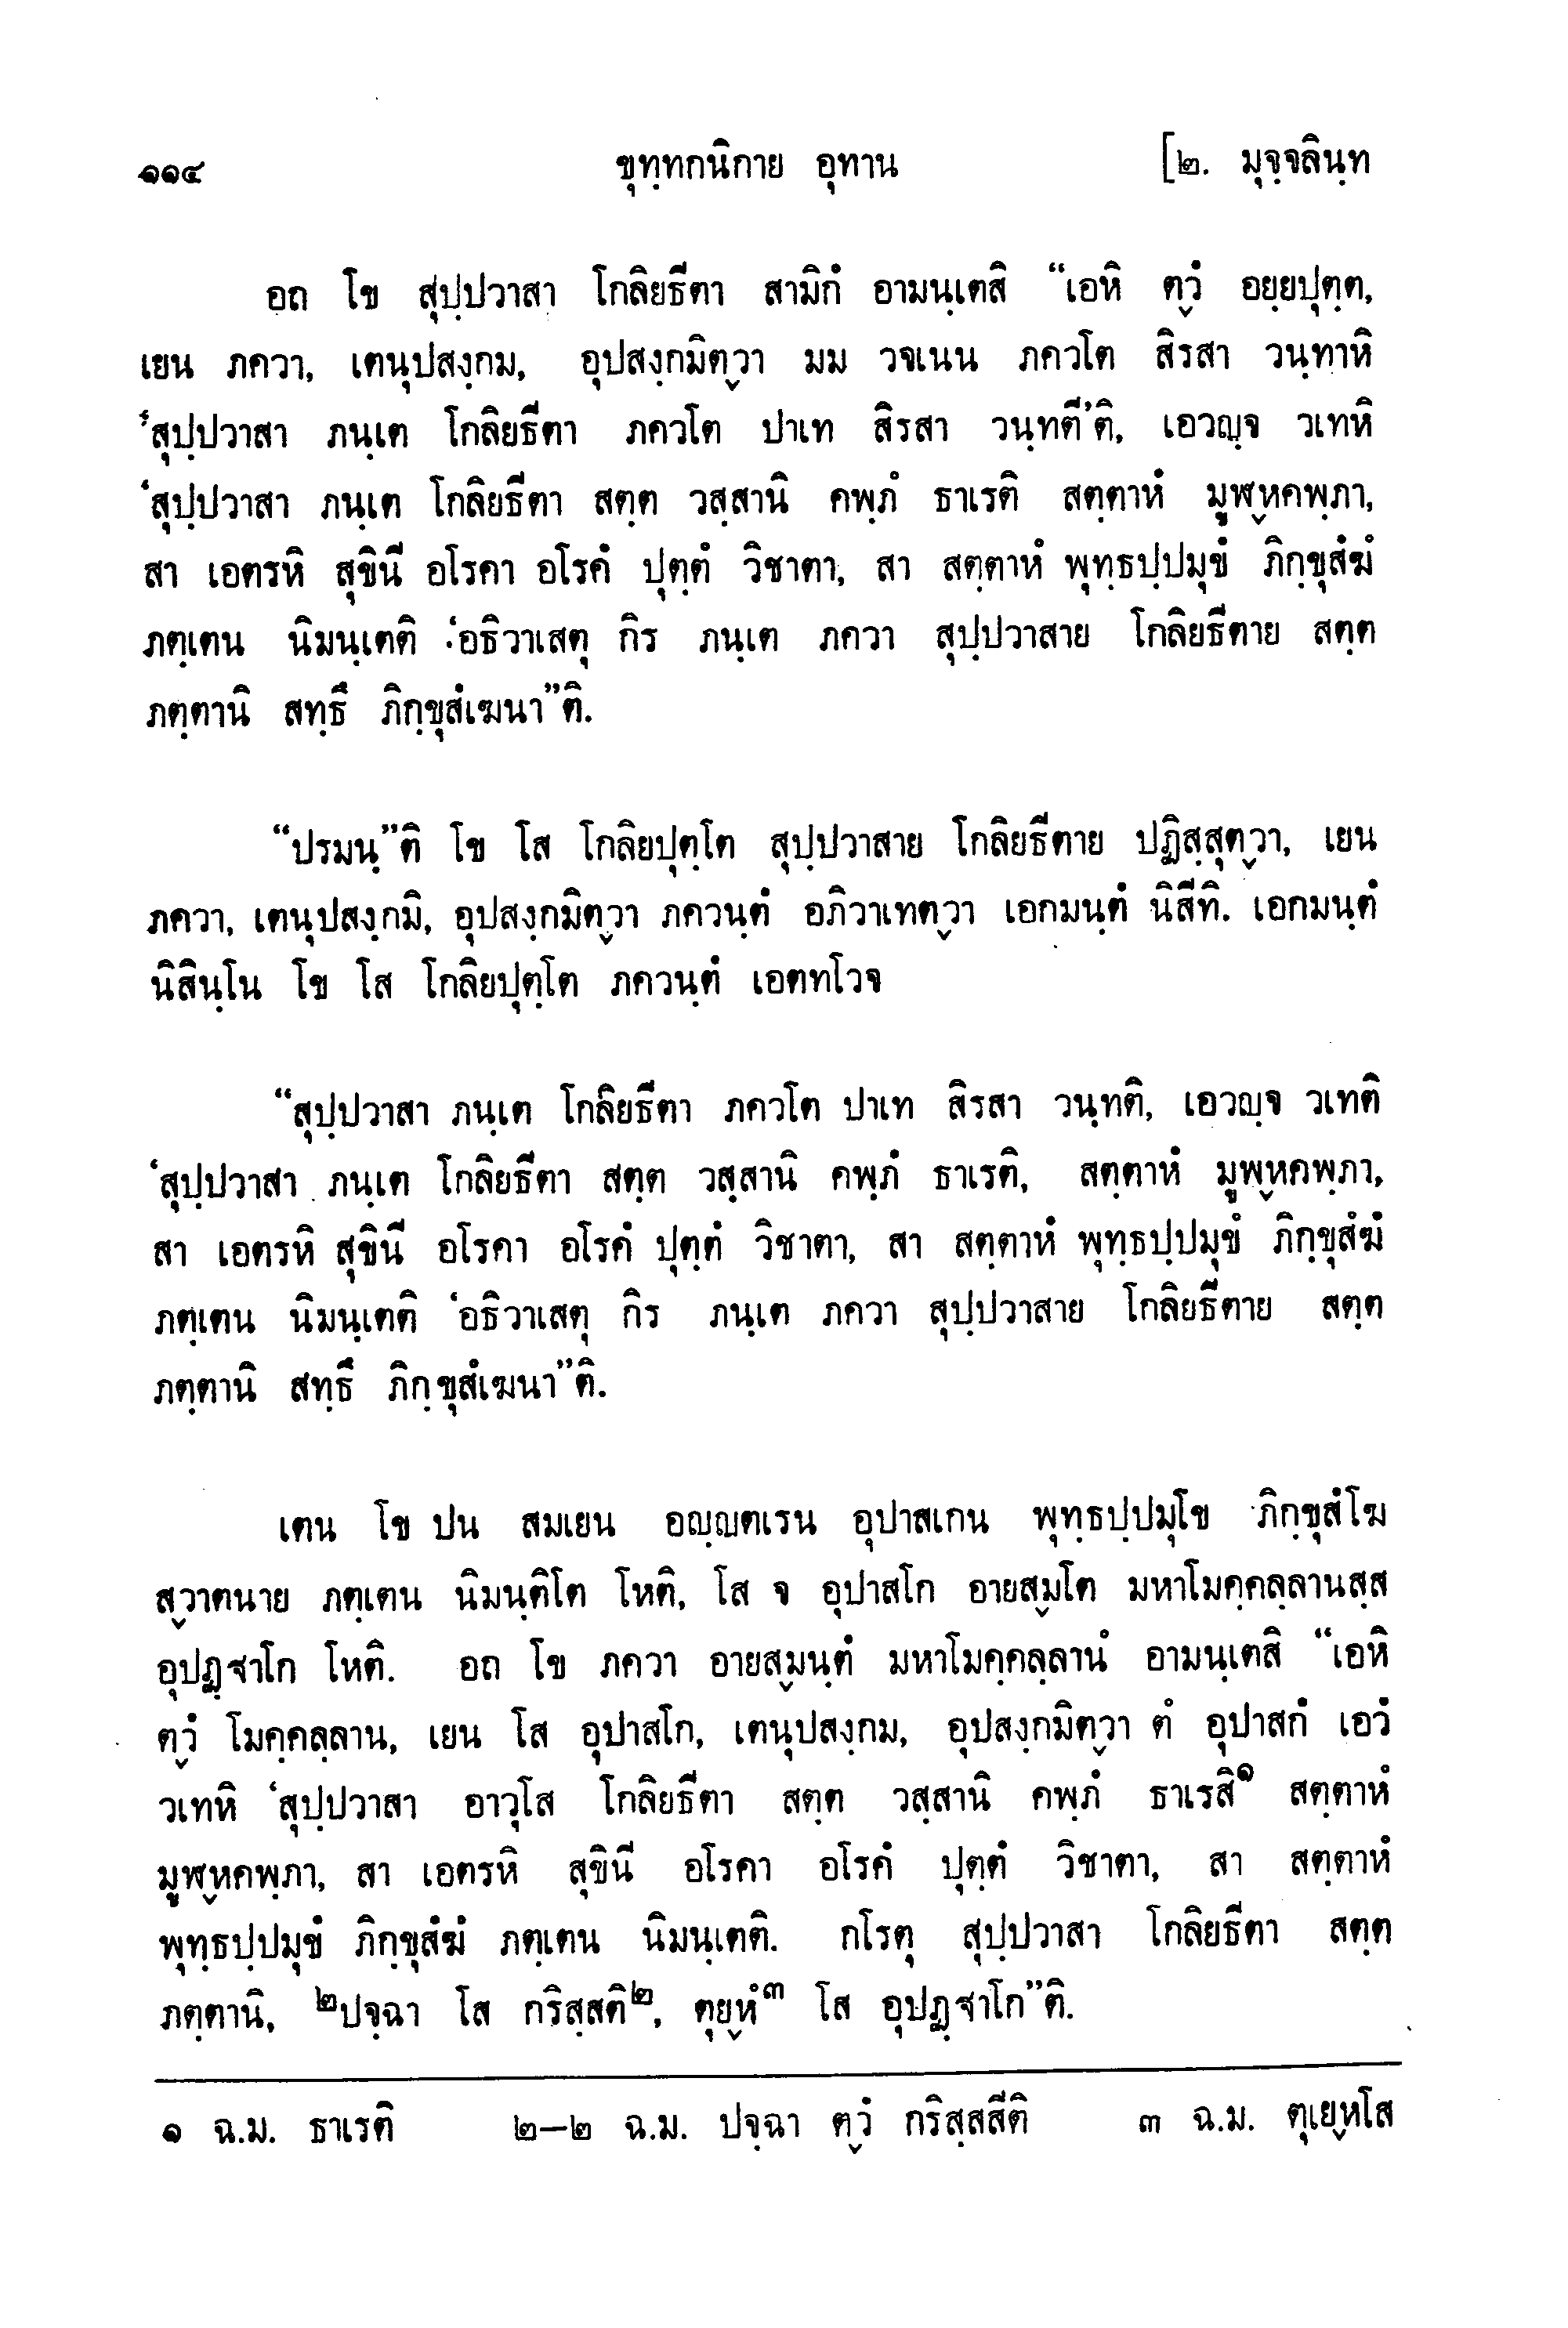 ๑๑๔ ขุทฺทกนิกาย อุทาน [๒. มุจฺจลินฺท
อถ โข สุปฺปวาสา โกลิยธีตา สามิกํ อามนฺเตสิ “เอหิ ตฺวํ อยฺยปุตฺต,
เยน ภควา, เตนุปสงฺกม, อุปสงฺกมิตฺวา มม วจเนน ภควโต สิรสา วนฺทาหิ
‘สุปฺปวาสา ภนฺเต โกลิยธีตา ภควโต ปาเท สิรสา วนฺทตี’ติ, เอวญฺจ วเทหิ
‘สุปฺปวาสา ภนฺเต โกลิยธีตา สตฺต วสฺสานิ คพฺภํ ธาเรติ สตฺตาหํ มูฬฺหคพฺภา,
สา เอตรหิ สุขินี อโรคา อโรคํ ปุตฺตํ วิชาตา, สา สตฺตาหํ พุทฺธปฺปมุขํ ภิกฺขุสํฆํ
ภตฺเตน นิมนฺเตติ ‘อธิวาเสตุ กิร ภนฺเต ภควา สุปฺปวาสาย โกลิยธีตาย สตฺต
ภตฺตานิ สทฺธึ ภิกฺขุสํเฆนา”ติ.
“ปรมนฺ”ติ โข โส โกลิยปุตฺโต สุปฺปวาสาย โกลิยธีตาย ปฏิสฺสุตฺวา, เยน
ภควา, เตนุปสงฺกมิ, อุปสงฺกมิตฺวา ภควนฺตํ อภิวาเทตฺวา เอกมนฺตํ นิสีทิ. เอกมนฺตํ
นิสินฺโน โข โส โกลิยปุตฺโต ภควนฺตํ เอตทโวจ
“สุปฺปวาสา ภนฺเต โกลิยธีตา ภควโต ปาเท สิรสา วนฺทติ, เอวญฺจ วเทติ
‘สุปฺปวาสา ภนฺเต โกลิยธีตา สตฺต วสฺสานิ คพฺภํ ธาเรติ, สตฺตาหํ มูฬฺหคพฺภา,
สา เอตรหิ สุขินี อโรคา อโรคํ ปุตฺตํ วิชาตา, สา สตฺตาหํ พุทฺธปฺปมุขํ ภิกฺขุสํฆํ
ภตฺเตน นิมนฺเตติ ‘อธิวาเสตุ กิร ภนฺเต ภควา สุปฺปวาสาย โกลิยธีตาย สตฺต
ภตฺตานิ สทฺธึ ภิกฺขุสํเฆนา”ติ.
เตน โข ปน สมเยน อญฺญตเรน อุปาสเกน พุทฺธปฺปมุโข ภิกฺขุสํโฆ
สฺวาตนาย ภตฺเตน นิมนฺติโต โหติ, โส จ อุปาสโก อายสฺมโต มหาโมคฺคลฺลานสฺส
อุปฏฺฐาโก โหติ. อถ โข ภควา อายสฺมนฺตํ มหาโมคฺคลฺลานํ อามนฺเตสิ “เอหิ
ตฺวํ โมคฺคลฺลาน, เยน โส อุปาสโก, เตนุปสงฺกม, อุปสงฺกมิตฺวา ตํ อุปาสกํ เอวํ
วเทหิ ‘สุปฺปวาสา อาวุโส โกลิยธีตา สตฺต วสฺสานิ คพฺภํ ธาเรสิ๑ สตฺตาหํ
มูฬฺหคพฺภา, สา เอตรหิ สุขินี อโรคา อโรคํ ปุตฺตํ วิชาตา, สา สตฺตาหํ
พุทฺธปฺปมุขํ ภิกฺขุสํฆํ ภตฺเตน นิมนฺเตติ. กโรตุ สุปฺปวาสา โกลิยธีตา สตฺต
ภตฺตานิ, ๒ปจฺฉา โส กริสฺสติ๒, ตุยฺหํ๓ โส อุปฏฺฐาโก”ติ.
๑ ฉ.ม. ธาเรติ ๒–๒ ฉ.ม. ปจฺฉา ตฺวํ กริสฺสสีติ ๓ ฉ.ม. ตุเยฺหโส